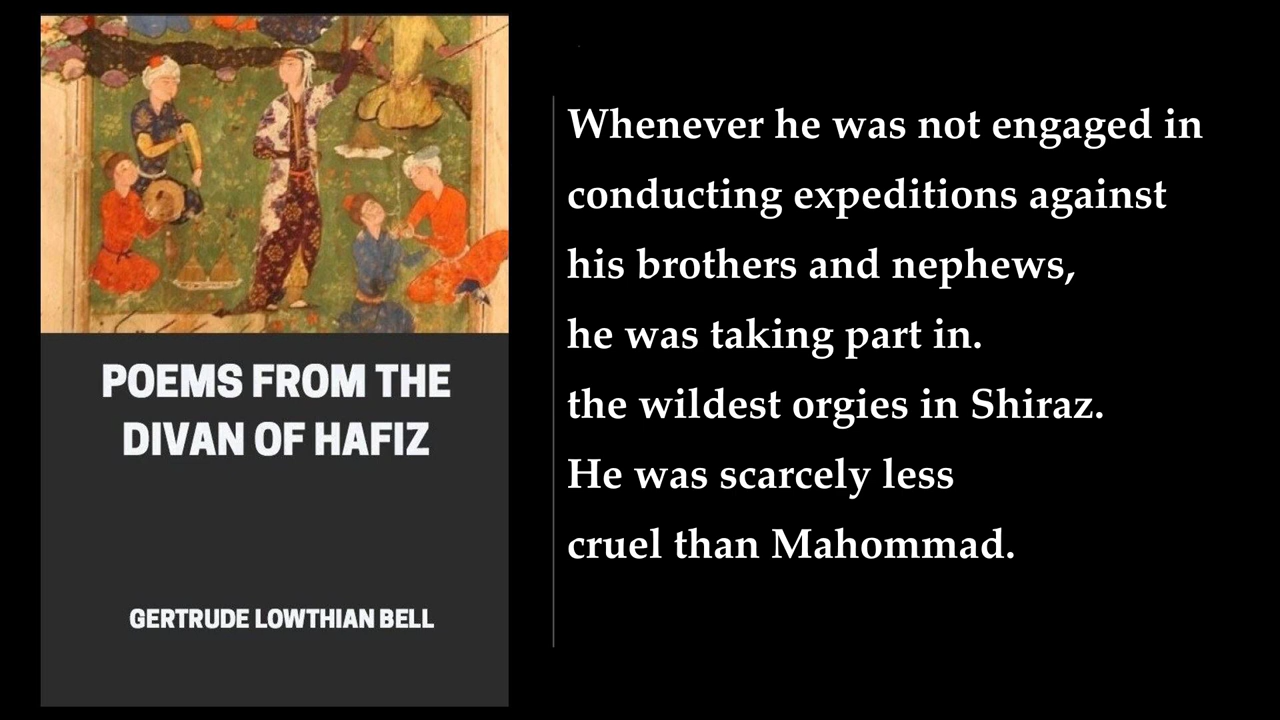 POEMS FROM THE
DIVAN OF HAFIZ
GERTRUDE LOWTHIAN BELL
Whenever he was not engaged in
conducting expeditions against
his brothers and nephews,
he was taking part in.
the wildest orgies in Shiraz.
He was scarcely less
cruel than Mahommad.